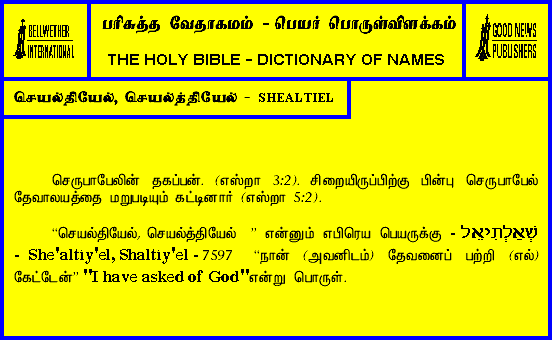 BELLWETHER
INTERNATIONAL
பரிசுத்த வேதாகமம் - பெயர் பொருள்விளக்கம்
THE HOLY BIBLE - DICTIONARY OF NAMES
GOOD NEWS
PUBLISHERS
செயல்தியேல், செயல்த்தியேல் - SHEALTIEL
செருபாபேலின் தகப்பன். (எஸ்றா 3:2). சிறையிருப்பிற்கு பின்பு செருபாபேல்
தேவாலயத்தை மறுபடியும் கட்டினார் (எஸ்றா 5:2).
“செயல்தியேல், செயல்த்தியேல் ” என்னும் எபிரெய பெயருக்கு - שְׁאַלְתִּיאֵל
- She'altiy'el, Shaltiy'el - 7597 “நான் (அவனிடம்) தேவனைப் பற்றி (எல்)
கேட்டேன்” "I have asked of God"என்று பொருள்.